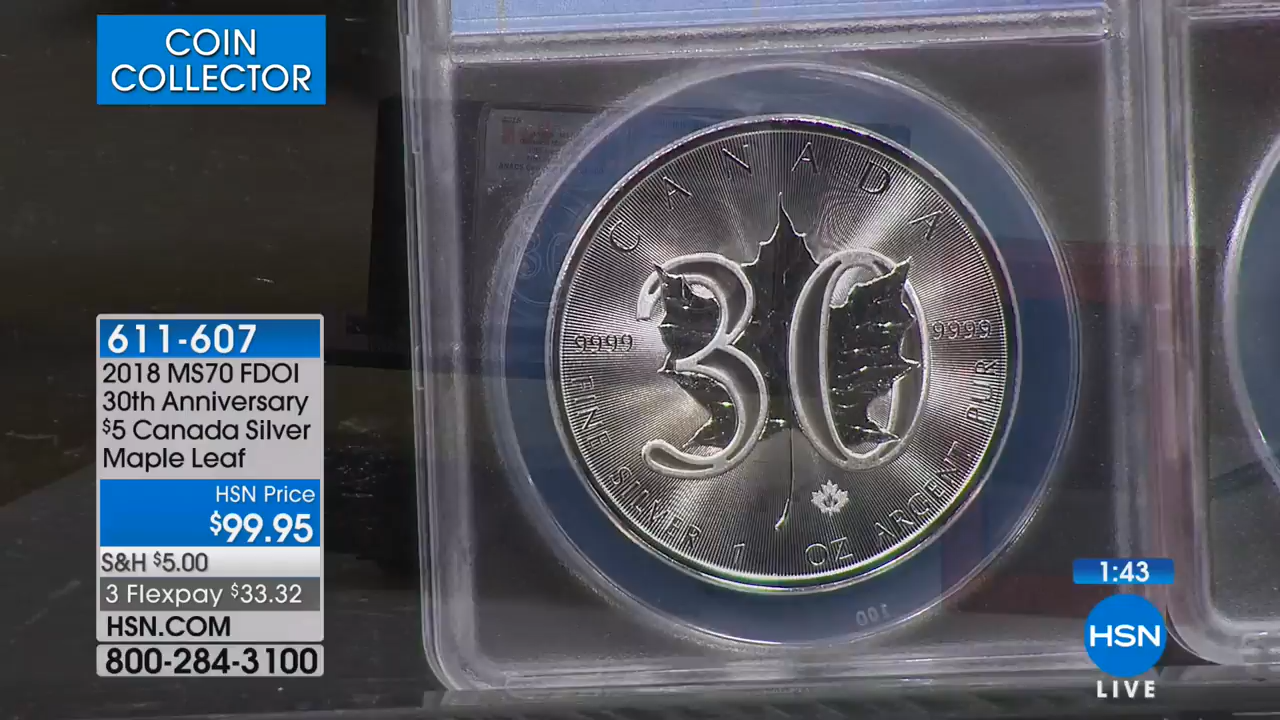 COIN
COLLECTOR
611-607
2018 MS70 FDOI
30th Anniversary
$5 Canada Silver
Maple Leaf
HSN Price
$99.95
S&H $5.00
3 Flexpay $33.32
HSN.COM
800-284-3100
CANADA
30
9999
9999
FINE SILVER 1 OZ ARGENT PUR
1:43
HSN
LIVE